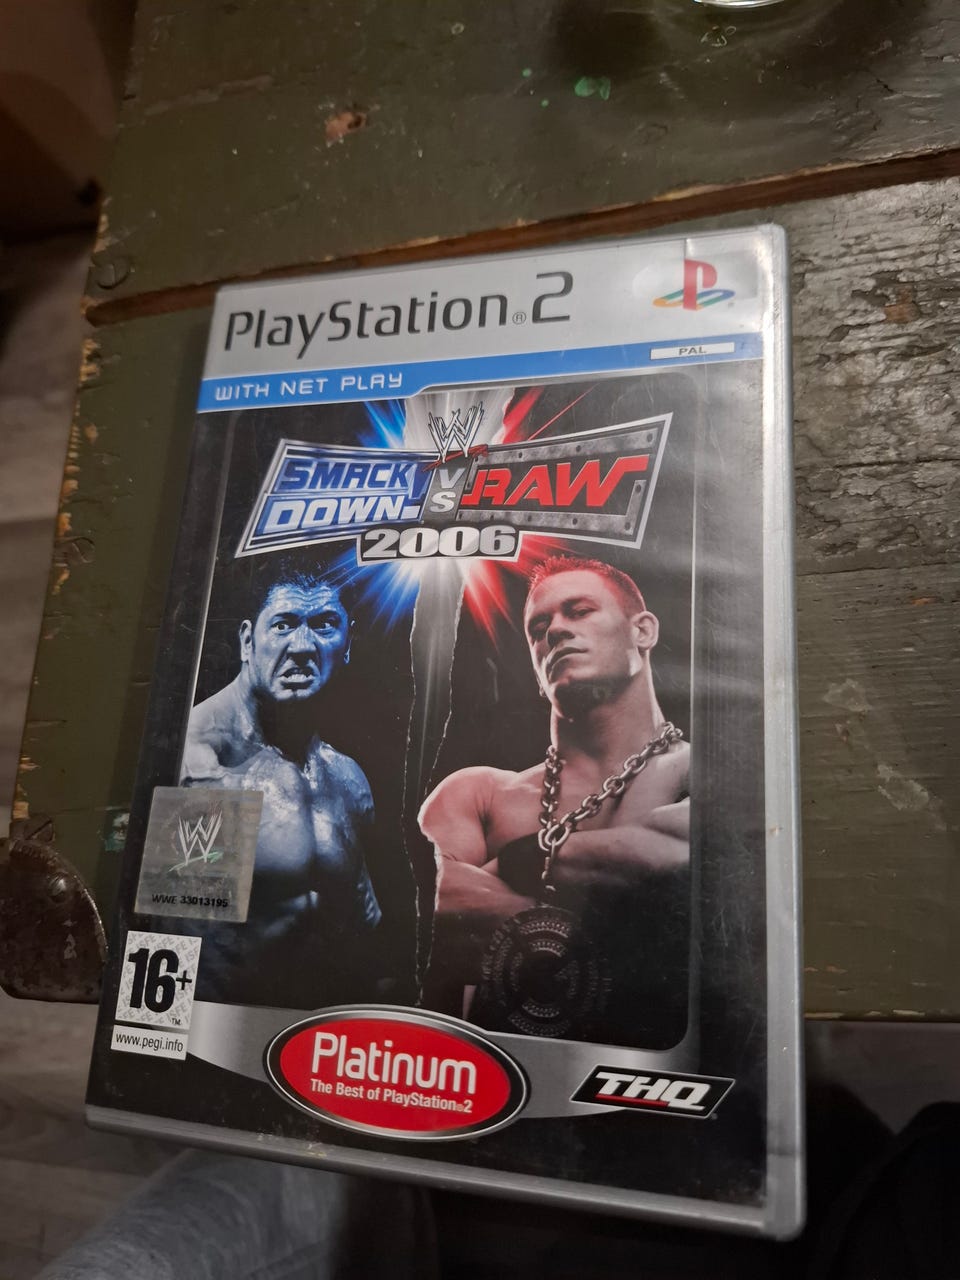 PlayStation®2
PAL
WITH NET PLAY
W
SMACK DOWN! VS RAW
2006
W
WWE 33013195
16+
TM
www.pegi.info
Platinum
The Best of PlayStation®2
THQ